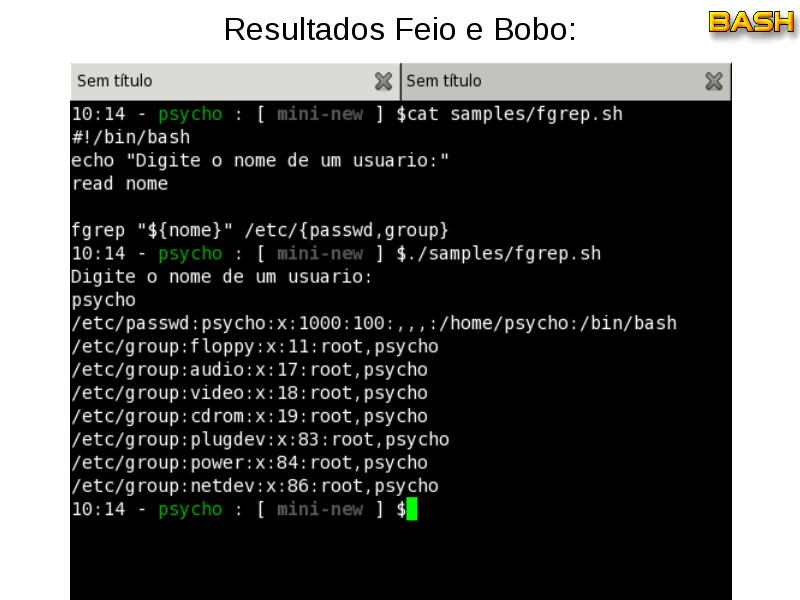 Resultados Feio e Bobo:
BASH
Sem título
Sem título
10:14 - psycho : [ mini-new ] $cat samples/fgrep.sh
#!/bin/bash
echo "Digite o nome de um usuario:"
read nome
fgrep "${nome}" /etc/{passwd,group}
10:14 - psycho : [ mini-new ] $./samples/fgrep.sh
Digite o nome de um usuario:
psycho
/etc/passwd:psycho:x:1000:100:,,,:/home/psycho:/bin/bash
/etc/group:floppy:x:11:root,psycho
/etc/group:audio:x:17:root,psycho
/etc/group:video:x:18:root,psycho
/etc/group:cdrom:x:19:root,psycho
/etc/group:plugdev:x:83:root,psycho
/etc/group:power:x:84:root,psycho
/etc/group:netdev:x:86:root,psycho
10:14 - psycho : [ mini-new ] $